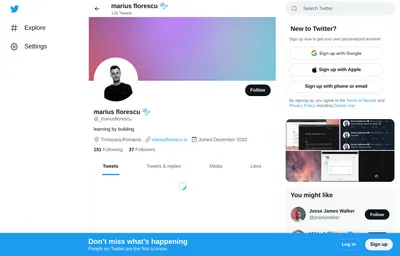 marius florescu
110 Tweets
Search Twitter
Explore
Settings
Follow
marius florescu
@_mariusflorescu
learning by building
Timisoara,Romania mariusflorescu.io Joined December 2020
151 Following 37 Followers
Tweets Tweets & replies Media Likes
New to Twitter?
Sign up now to get your own personalized timeline!
Sign up with Google
Sign up with Apple
Sign up with phone or email
By signing up, you agree to the Terms of Service and
Privacy Policy, including Cookie Use.
You might like
Jesse James Walker
@jessejwalker
Follow
Don't miss what's happening
People on Twitter are the first to know.
Log in
Sign up